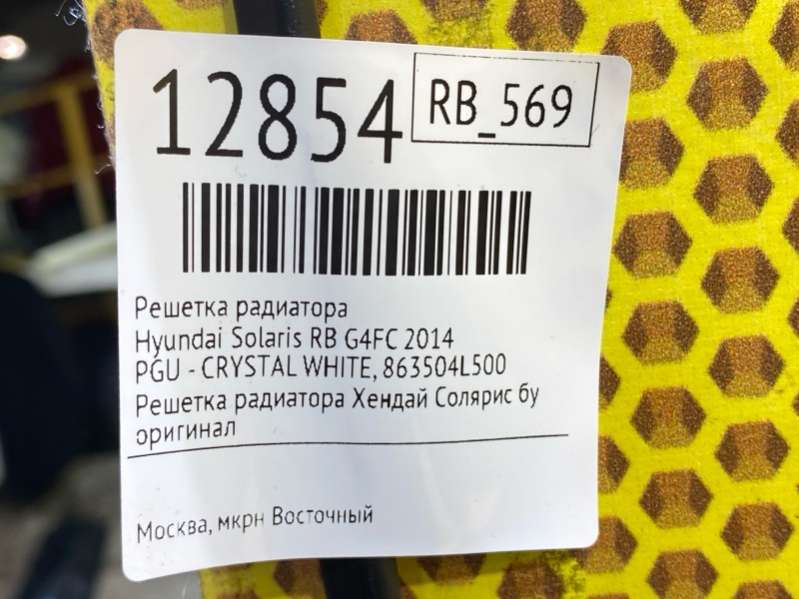 12854
RB_569
Решетка радиатора
Hyundai Solaris RB G4FC 2014
PGU - CRYSTAL WHITE, 863504L500
Решетка радиатора Хендай Солярис бу
оригинал
Москва, мкрн Восточный